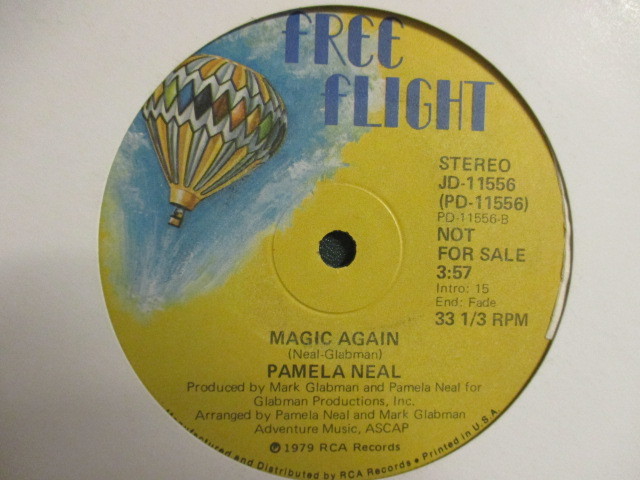 FREE
FLIGHT
STEREO
JD-11556
(PD-11556)
PD-11556-B
NOT
FOR SALE
3:57
Intro: 15
End: Fade
33 1/3 RPM
MAGIC AGAIN
(Neal-Glabman)
PAMELA NEAL
Produced by Mark Glabman and Pamela Neal for
Glabman Productions, Inc.
Arranged by Pamela Neal and Mark Glabman
Adventure Music, ASCAP
℗ 1979 RCA Records
Manufactured and Distributed by RCA Records • Printed in U.S.A.